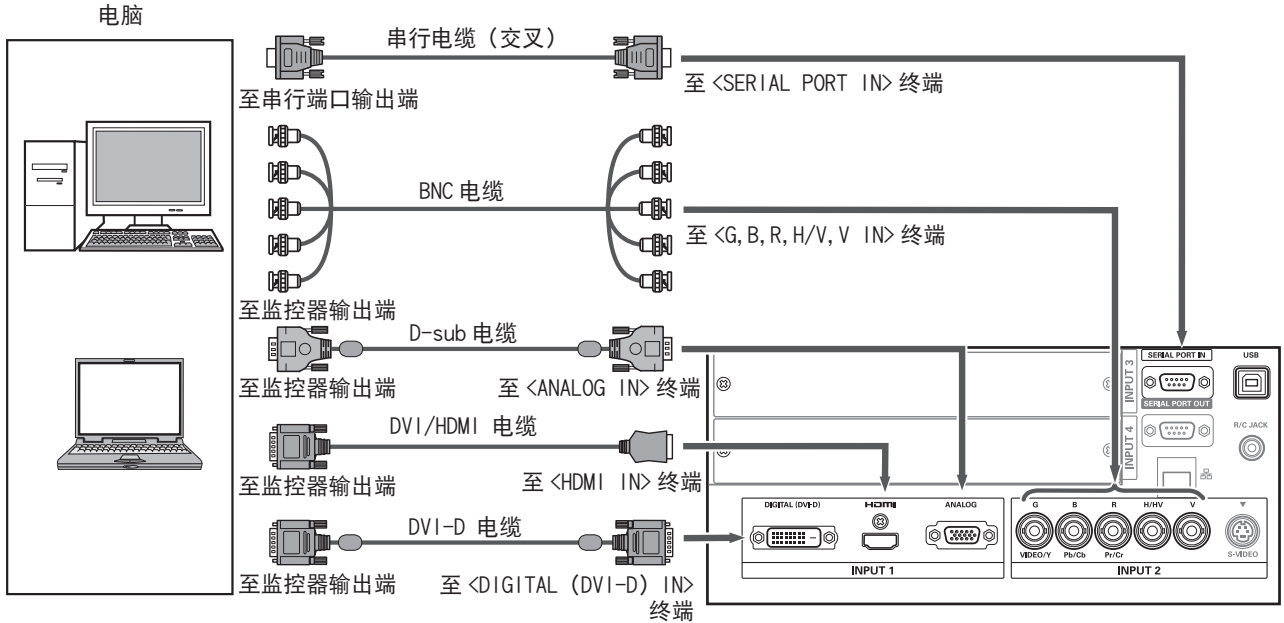 电脑
串行电缆（交叉）
至串行端口输出端
至 <SERIAL PORT IN> 终端
BNC 电缆
至 <G,B,R,H/V,V IN> 终端
至监控器输出端
D-sub 电缆
至监控器输出端
至 <ANALOG IN> 终端
DVI/HDMI 电缆
至监控器输出端
至 <HDMI IN> 终端
DVI-D 电缆
至监控器输出端
至 <DIGITAL (DVI-D) IN>
终端
INPUT 3
SERIAL PORT IN
USB
SERIAL PORT OUT
INPUT 4
R/C JACK
DIGITAL (DVI-D)
HDMI
ANALOG
G
B
R
H/HV
V
VIDEO/Y
Pb/Cb
Pr/Cr
S-VIDEO
INPUT 1
INPUT 2